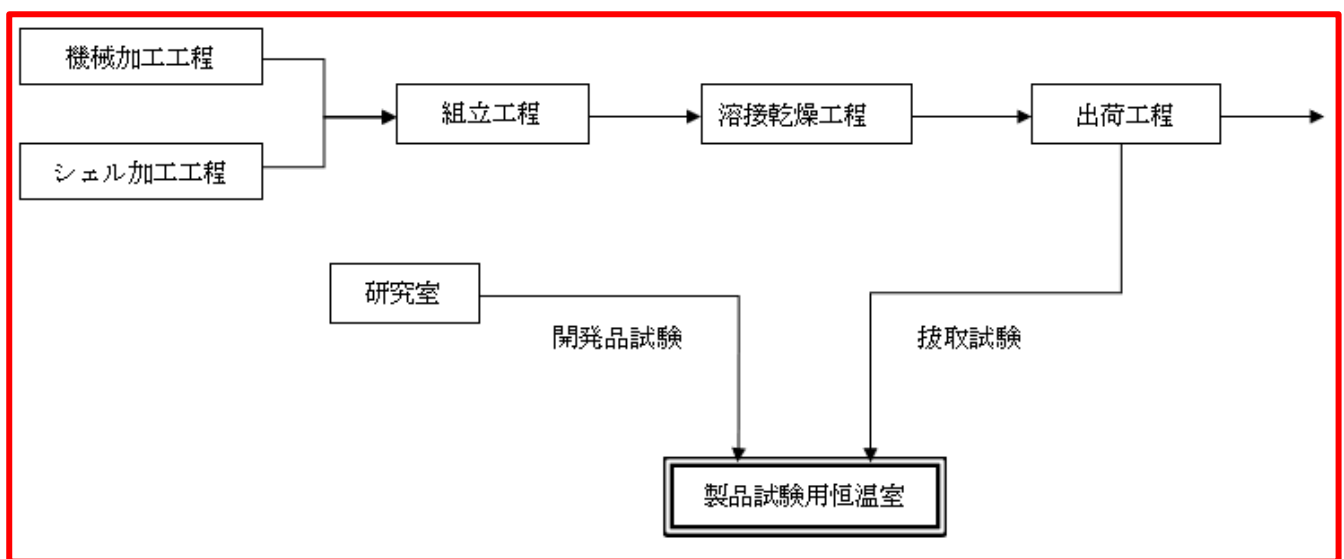 機械加工工程
組立工程
溶接乾燥工程
出荷工程
シェル加工工程
研究室
開発品試験
抜取試験
製品試験用恒温室